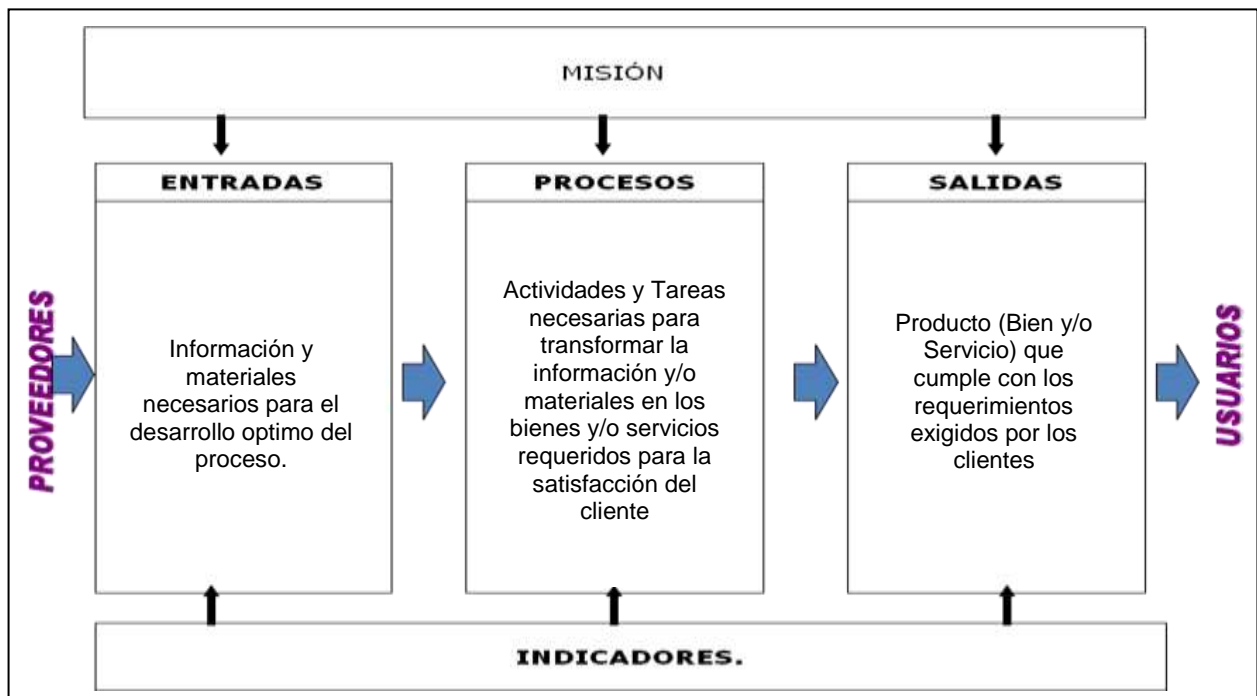 MISIÓN
ENTRADAS
PROCESOS
SALIDAS
PROVEEDORES
Información y
materiales
necesarios para el
desarrollo optimo del
proceso.
Actividades y Tareas
necesarias para
transformar la
información y/o
materiales en los
bienes y/o servicios
requeridos para la
satisfacción del
cliente
Producto (Bien y/o
Servicio) que
cumple con los
requerimientos
exigidos por los
clientes
USUARIOS
INDICADORES.